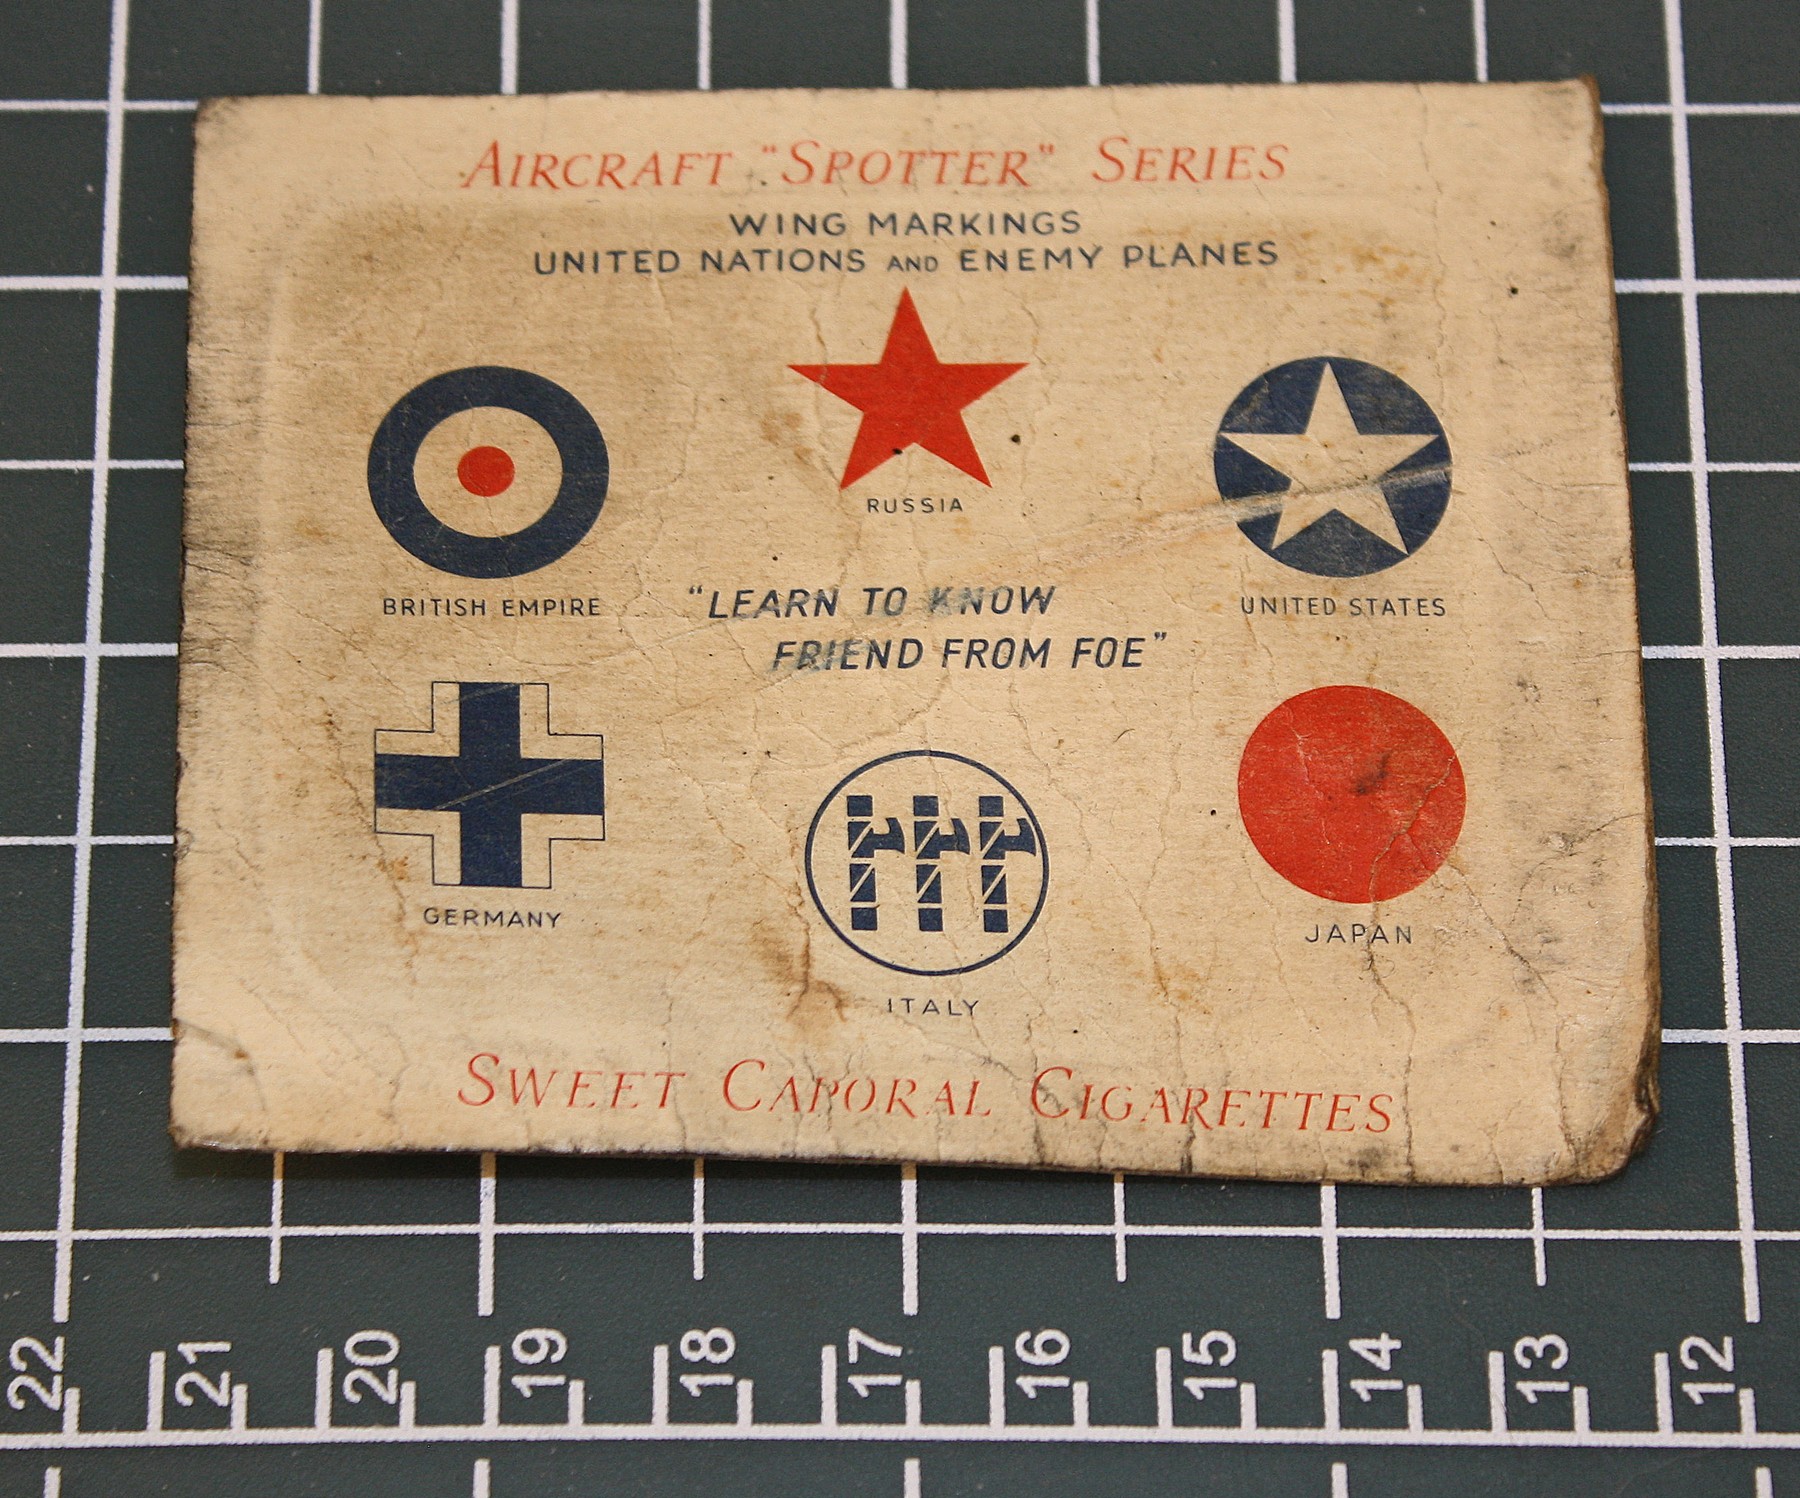 AIRCRAFT "SPOTTER" SERIES
WING MARKINGS
UNITED NATIONS AND ENEMY PLANES
RUSSIA
BRITISH EMPIRE
UNITED STATES
"LEARN TO KNOW
FRIEND FROM FOE"
GERMANY
ITALY
JAPAN
SWEET CAPORAL CIGARETTES
22 21 20 19 18 17 16 15 14 13 12